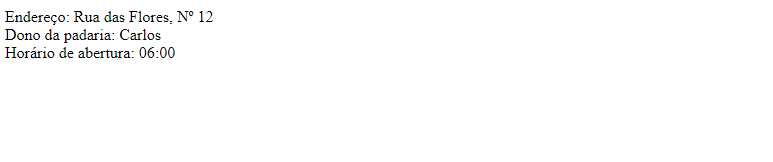 Endereço: Rua das Flores, Nº 12
Dono da padaria: Carlos
Horário de abertura: 06:00